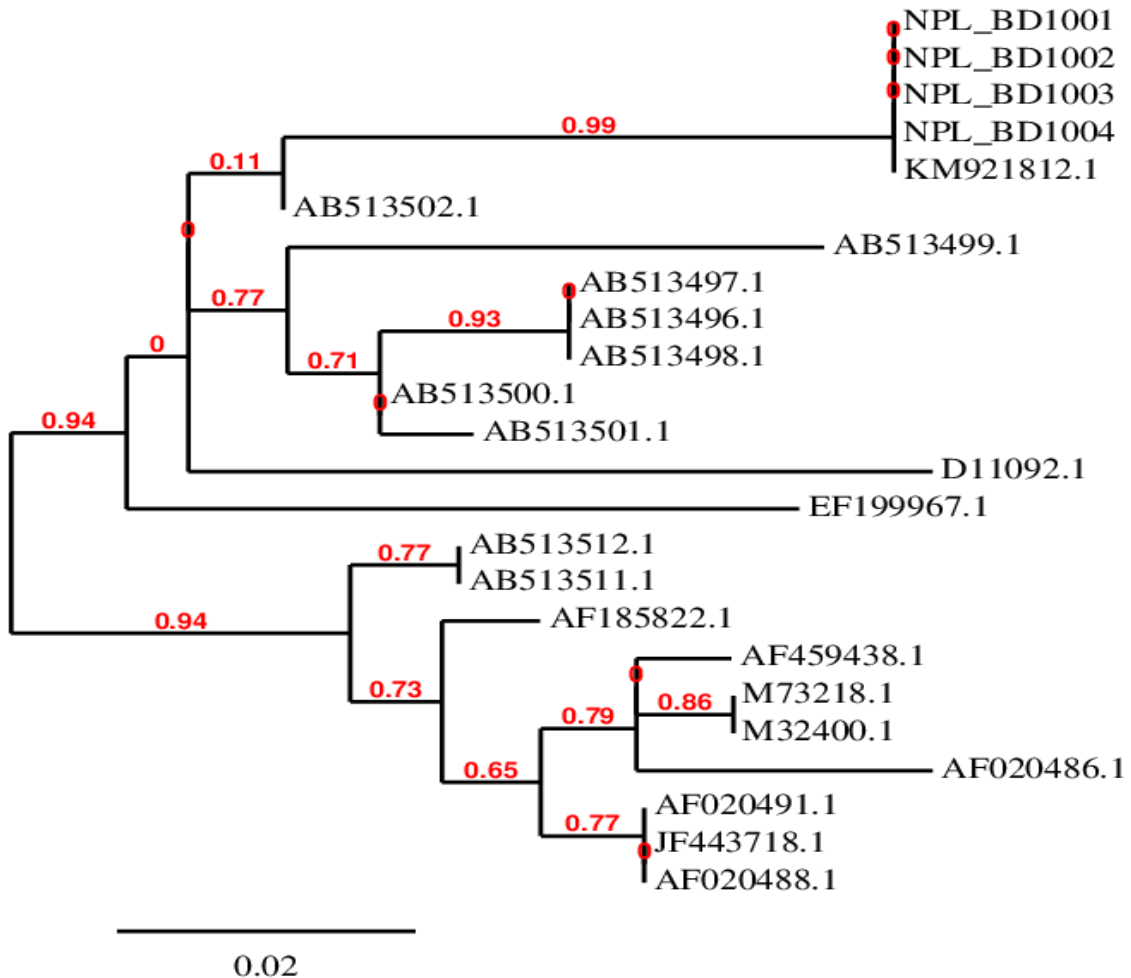 NPL_BD1001
0
NPL_BD1002
0
NPL_BD1003
0
0.99
NPL_BD1004
0.11
KM921812.1
AB513502.1
0
AB513499.1
AB513497.1
0
0.77
0.93
AB513496.1
0
0.71
AB513498.1
AB513500.1
0
0.94
AB513501.1
D11092.1
EF199967.1
AB513512.1
0.77
AB513511.1
0.94
AF185822.1
AF459438.1
0
0.73
0.86
M73218.1
0.79
M32400.1
0.65
AF020486.1
AF020491.1
0.77
JF443718.1
0
AF020488.1
0.02